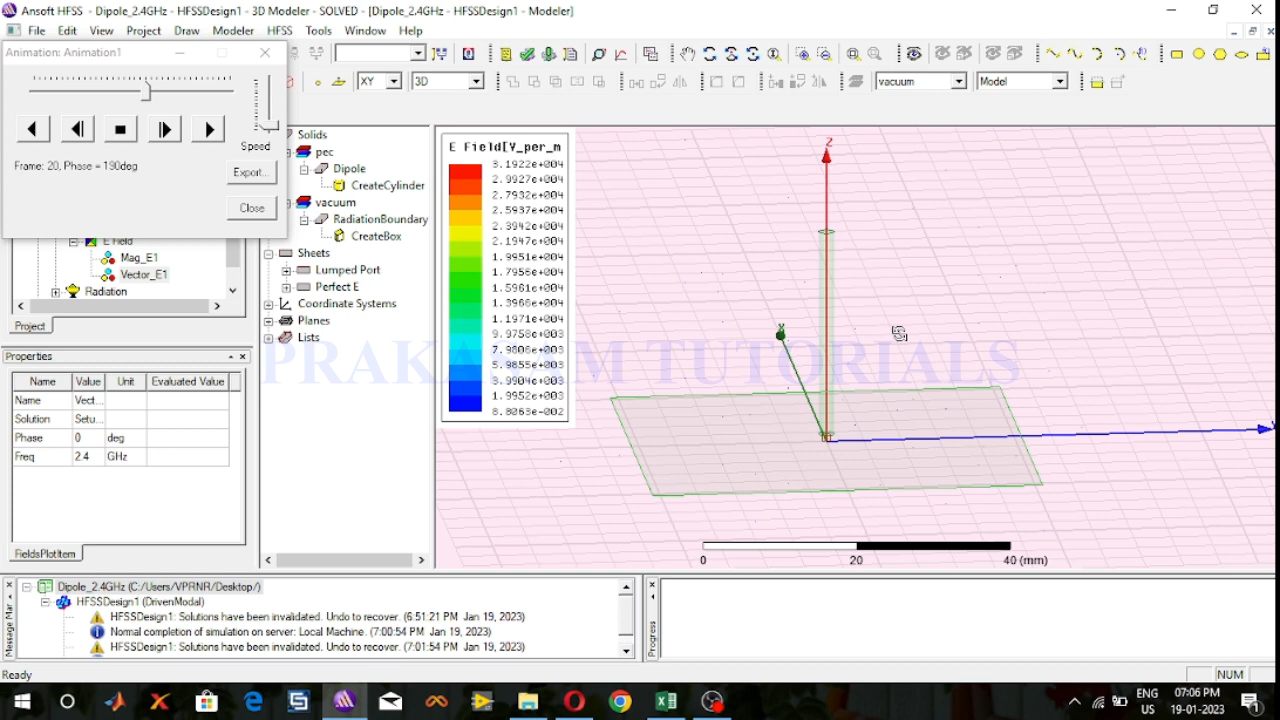 Ansoft HFSS - Dipole_2.4GHz - HFSSDesign1 - 3D Modeler - SOLVED - [Dipole_2.4GHz - HFSSDesign1 - Modeler]
File Edit View Project Draw Modeler HFSS Tools Window Help
Animation: Animation1
XY 3D vacuum Model
Speed
Frame: 20, Phase = 190deg
Export...
Close
E Field
Mag_E1
Vector_E1
Radiation
Project
Solids
pec
Dipole
CreateCylinder
vacuum
RadiationBoundary
CreateBox
Sheets
Lumped Port
Perfect E
Coordinate Systems
Planes
Lists
E Field[V_per_m
3.1922e+004
2.9927e+004
2.7932e+004
2.5937e+004
2.3942e+004
2.1947e+004
1.9951e+004
1.7956e+004
1.5961e+004
1.3966e+004
1.1971e+004
9.9758e+003
7.9806e+003
5.9855e+003
3.9904e+003
1.9952e+003
8.8063e-002
Z
X
PRAKALAM TUTORIALS
0 20 40 (mm)
Properties
Name Value Unit Evaluated Value
Name Vect...
Solution Setu...
Phase 0 deg
Freq 2.4 GHz
FieldsPlotItem
Message Mar
Dipole_2.4GHz (C:/Users/VPRNR/Desktop/)
HFSSDesign1 (DrivenModal)
HFSSDesign1: Solutions have been invalidated. Undo to recover. (6:51:21 PM Jan 19, 2023)
Normal completion of simulation on server: Local Machine. (7:00:54 PM Jan 19, 2023)
HFSSDesign1: Solutions have been invalidated. Undo to recover. (7:01:54 PM Jan 19, 2023)
Progress
Ready
NUM
ENG
US
07:06 PM
19-01-2023
1